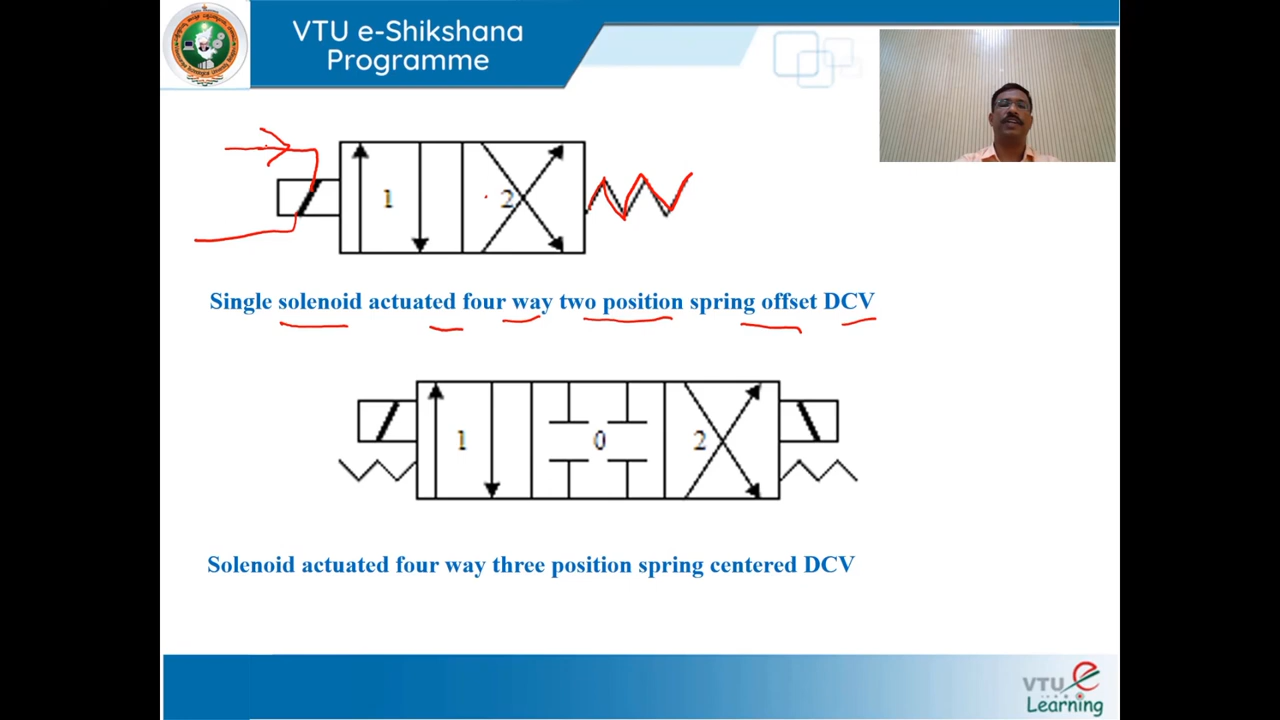 VTU e-Shikshana
Programme
1
2
Single solenoid actuated four way two position spring offset DCV
1
0
2
Solenoid actuated four way three position spring centered DCV
VTU e
Learning